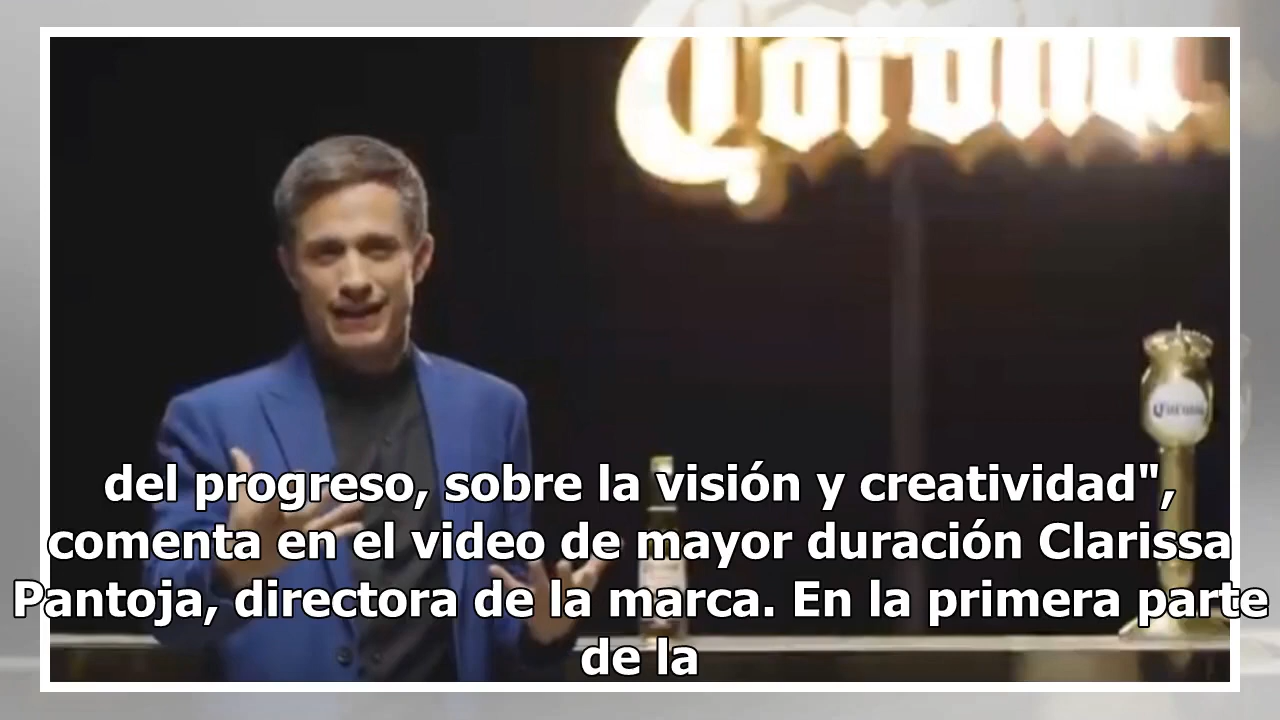 Corona
Corona
del progreso, sobre la visión y creatividad",
comenta en el video de mayor duración Clarissa
Pantoja, directora de la marca. En la primera parte
de la